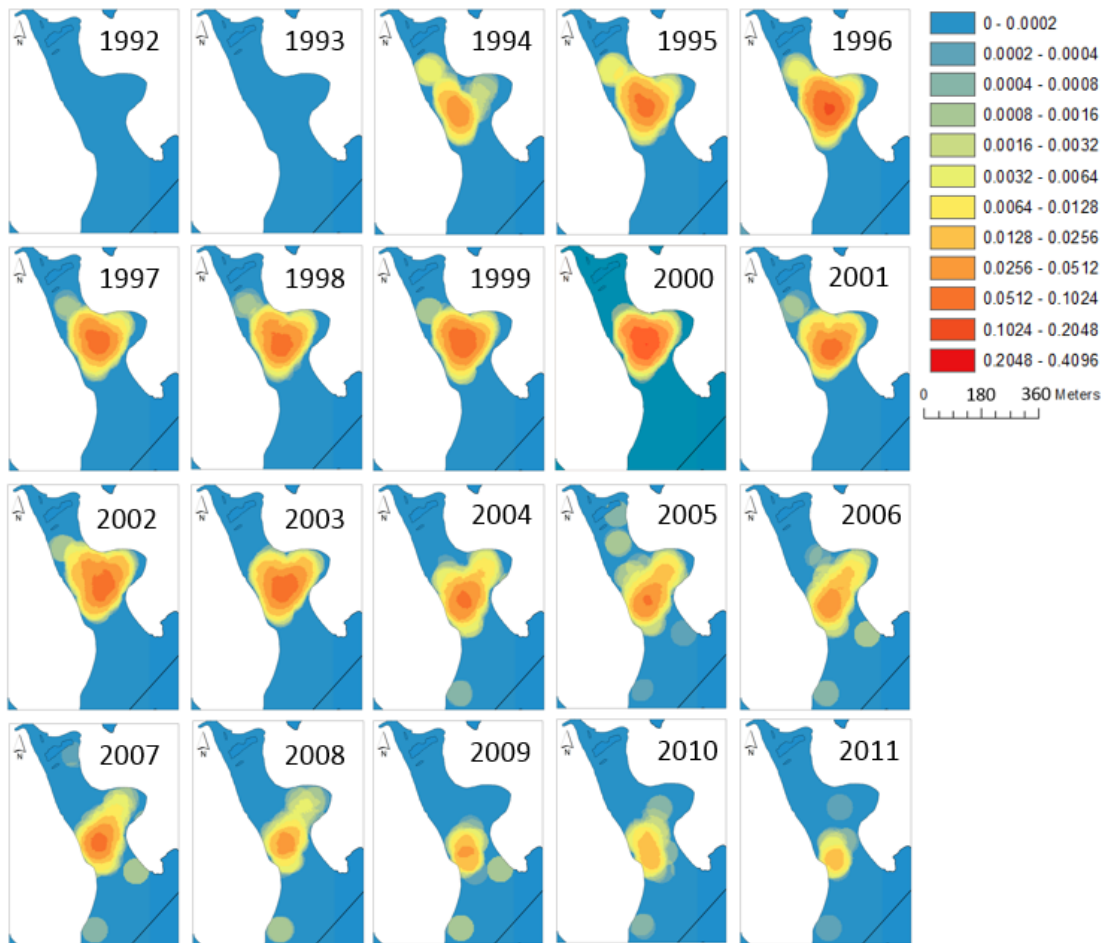 1992
1993
1994
1995
1996
N
N
N
N
N
0 - 0.0002
0.0002 - 0.0004
0.0004 - 0.0008
0.0008 - 0.0016
0.0016 - 0.0032
0.0032 - 0.0064
0.0064 - 0.0128
0.0128 - 0.0256
0.0256 - 0.0512
0.0512 - 0.1024
0.1024 - 0.2048
0.2048 - 0.4096
0 180 360 Meters
1997
1998
1999
2000
2001
N
N
N
N
N
2002
2003
2004
2005
2006
N
N
N
N
N
2007
2008
2009
2010
2011
N
N
N
N
N